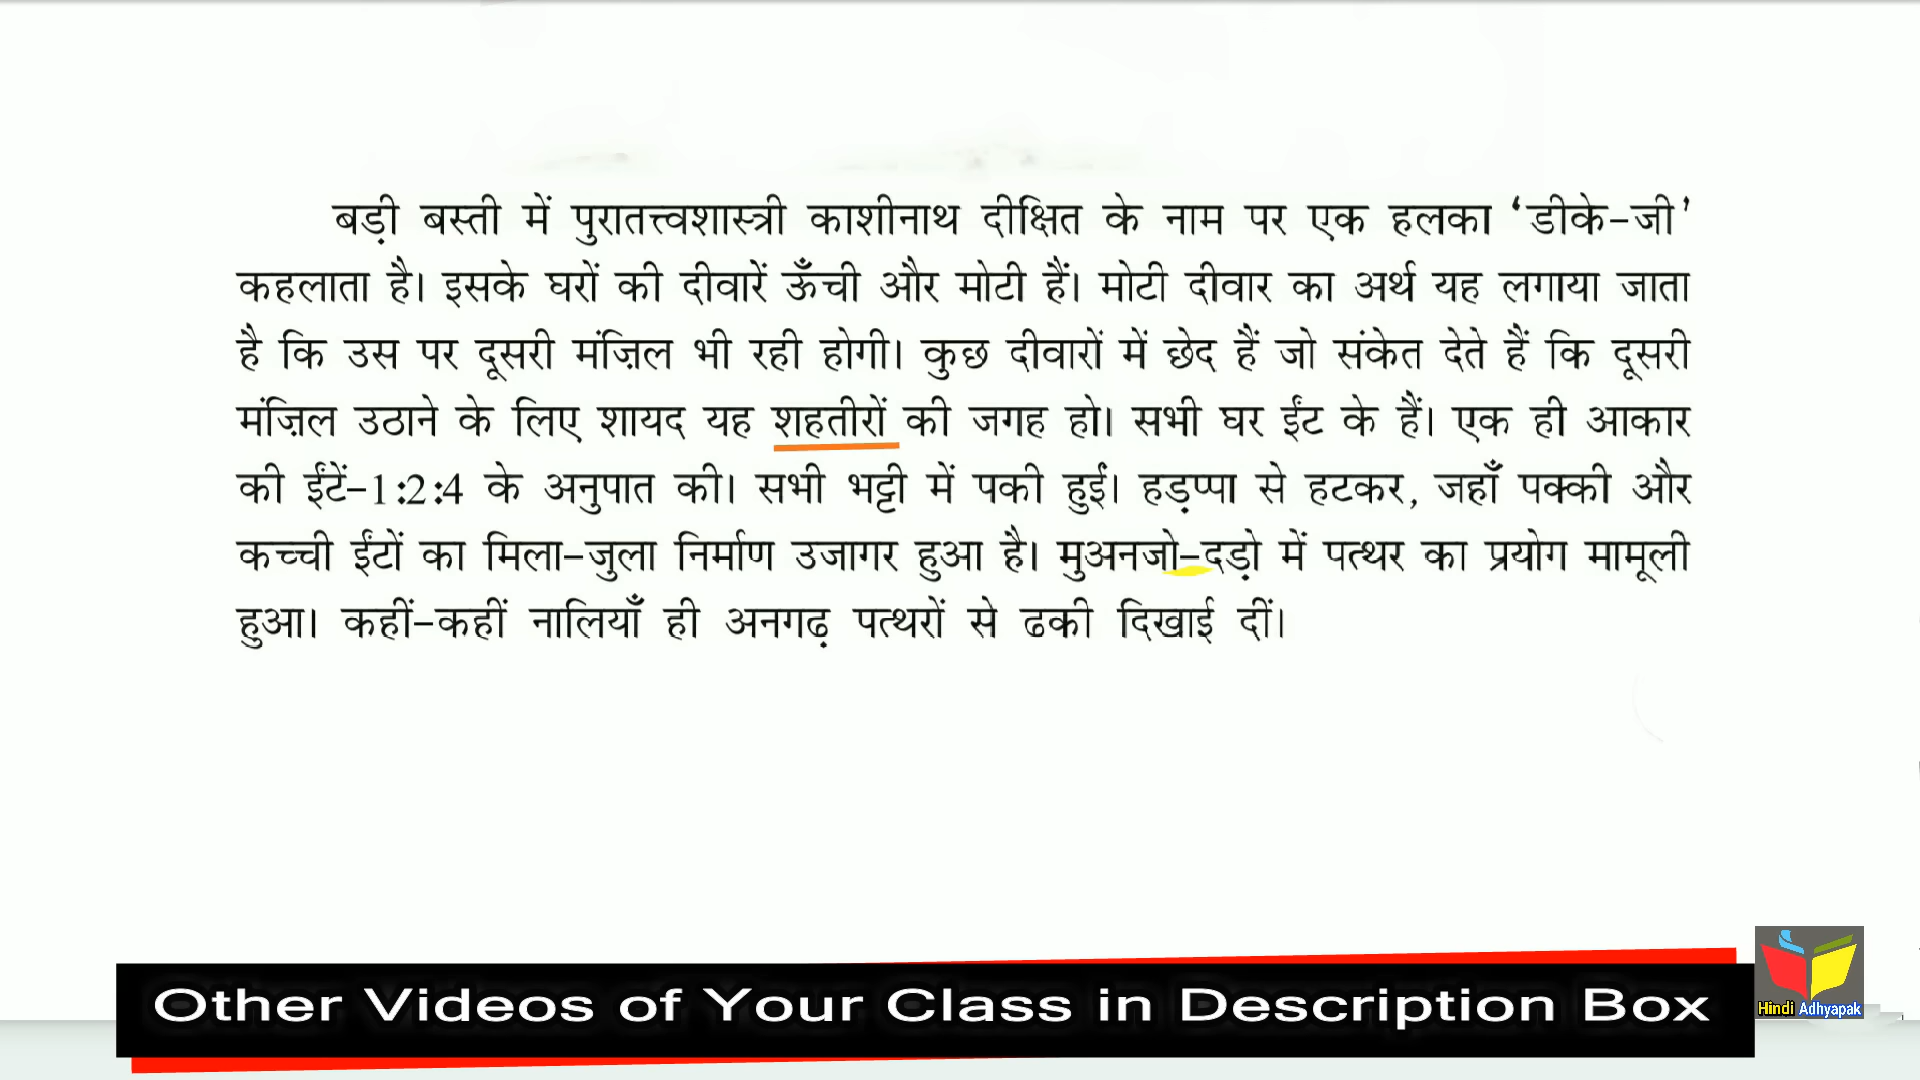 बड़ी बस्ती में पुरातत्त्वशास्त्री काशीनाथ दीक्षित के नाम पर एक हलका ‘डीके-जी’
कहलाता है। इसके घरों की दीवारें ऊँची और मोटी हैं। मोटी दीवार का अर्थ यह लगाया जाता
है कि उस पर दूसरी मंज़िल भी रही होगी। कुछ दीवारों में छेद हैं जो संकेत देते हैं कि दूसरी
मंज़िल उठाने के लिए शायद यह शहतीरों की जगह हो। सभी घर ईंट के हैं। एक ही आकार
की ईंटें-1:2:4 के अनुपात की। सभी भट्टी में पकी हुईं। हड़प्पा से हटकर, जहाँ पक्की और
कच्ची ईंटों का मिला-जुला निर्माण उजागर हुआ है। मुअनजो-दड़ो में पत्थर का प्रयोग मामूली
हुआ। कहीं-कहीं नालियाँ ही अनगढ़ पत्थरों से ढकी दिखाई दीं।
Other Videos of Your Class in Description Box
Hindi Adhyapak